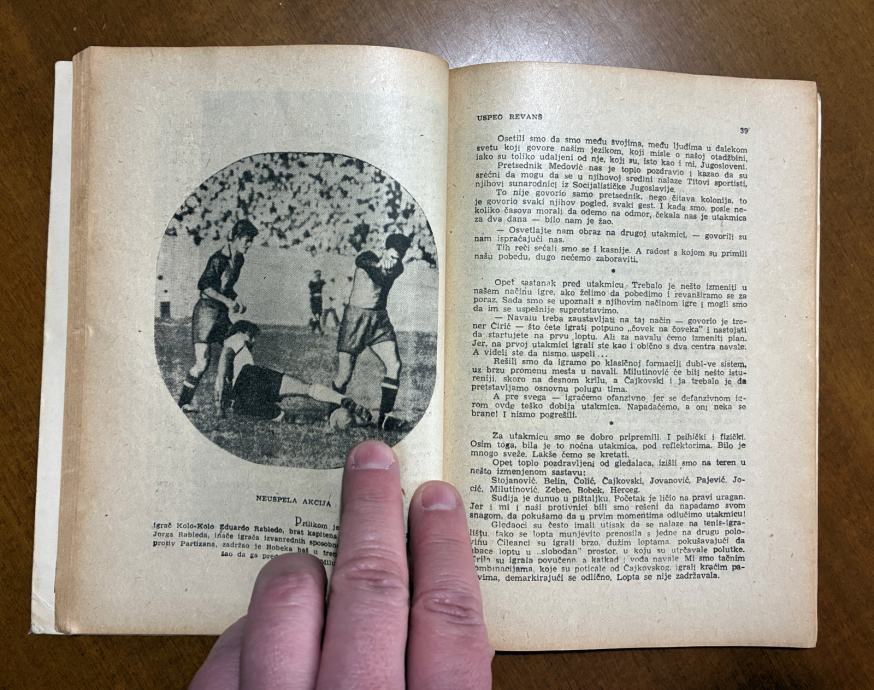 NEUSPELA AKCIJA
Prilikom je
igrač Kolo-Kolo Eduardo Rabledo, brat kapitena
Jorga Rableda, inače igrača izvanrednih sposobno
protiv Partizana, zadržao je Bobeka baš u tren
žao da ga pre
USPEO REVANŠ
39
Osetili smo da smo među svojima, među ljudima u dalekom
svetu koji govore našim jezikom, koji misle o našoj otadžbini,
iako su toliko udaljeni od nje, koji su, isto kao i mi, Jugosloveni.
Pretsednik Medović nas je toplo pozdravio i kazao da su
srećni da mogu da se u njihovoj sredini nalaze Titovi sportisti,
njihovi sunarodnici iz Socijalističke Jugoslavije.
To nije govorio samo pretsednik, nego čitava kolonija, to
je govorio svaki njihov pogled, svaki gest. I kada smo, posle ne-
koliko časova morali da odemo na odmor, čekala nas je utakmica
za dva dana — bilo nam je žao.
— Osvetlajte nam obraz na drugoj utakmici, — govorili su
nam ispraćajući nas.
Tih reči sećali smo se i kasnije. A radost s kojom su primili
našu pobedu, dugo nećemo zaboraviti.
•
Opet sastanak pred utakmicu. Trebalo je nešto izmeniti u
našem načinu igre, ako želimo da pobedimo i revanširamo se za
poraz. Sada smo se upoznali s njihovim načinom igre i mogli smo
da im se uspešnije suprotstavimo.
— Navalu treba zaustavljati na taj način — govorio je tre-
ner Ćirić — što ćete igrati potpuno „čovek na čoveka" i nastojati
da startujete na prvu loptu. Ali za navalu ćemo izmeniti plan.
Jer, na prvoj utakmici igrali ste kao i obično s dva centra navale.
A videli ste da nismo uspeli ...
Rešili smo da igramo po klasičnoj formaciji dubl-ve sistem,
uz brzu promenu mesta u navali. Milutinović će biti nešto istu-
reniji, skoro na desnom krilu, a Čajkovski i ja trebalo je da
pretstavljamo osnovnu polugu tima.
A pre svega — igraćemo ofanzivno, jer se defanzivnom ig-
rom ovde teško dobija utakmica. Napadaćemo, a oni neka se
brane! I nismo pogrešili.
•
Za utakmicu smo se dobro pripremili. I psihički i fizički.
Osim toga, bila je to noćna utakmica, pod reflektorima. Bilo je
mnogo sveže. Lakše ćemo se kretati.
Opet toplo pozdravljeni od gledalaca, izišli smo na teren u
nešto izmenjenom sastavu:
Stojanović, Belin, Čolić, Čajkovski, Jovanović, Pajević, Jo-
cić, Milutinović, Zebec, Bobek, Herceg.
Sudija je dunuo u pištaljku. Početak je ličio na pravi uragan.
Jer i mi i naši protivnici bili smo rešeni da napadamo svom
snagom, da pokušamo da u prvim momentima odlučimo utakmicu!
Gledaoci su često imali utisak da se nalaze na tenis-igra-
lištu, tako se lopta munjevito prenosila s jedne na drugu polo-
vinu Čileanci su igrali brzo, dužim loptama, pokušavajući da
ubace loptu u „slobodan" prostor, u koju su utrčavale polutke.
Krila su igrala povučeno, a katkad i vođa navale Mi smo tačnim
kombinacijama, koje su poticale od Čajkovskog, igrali kraćim pa-
sovima, demarkirajući se odlično, Lopta se nije zadržavala.